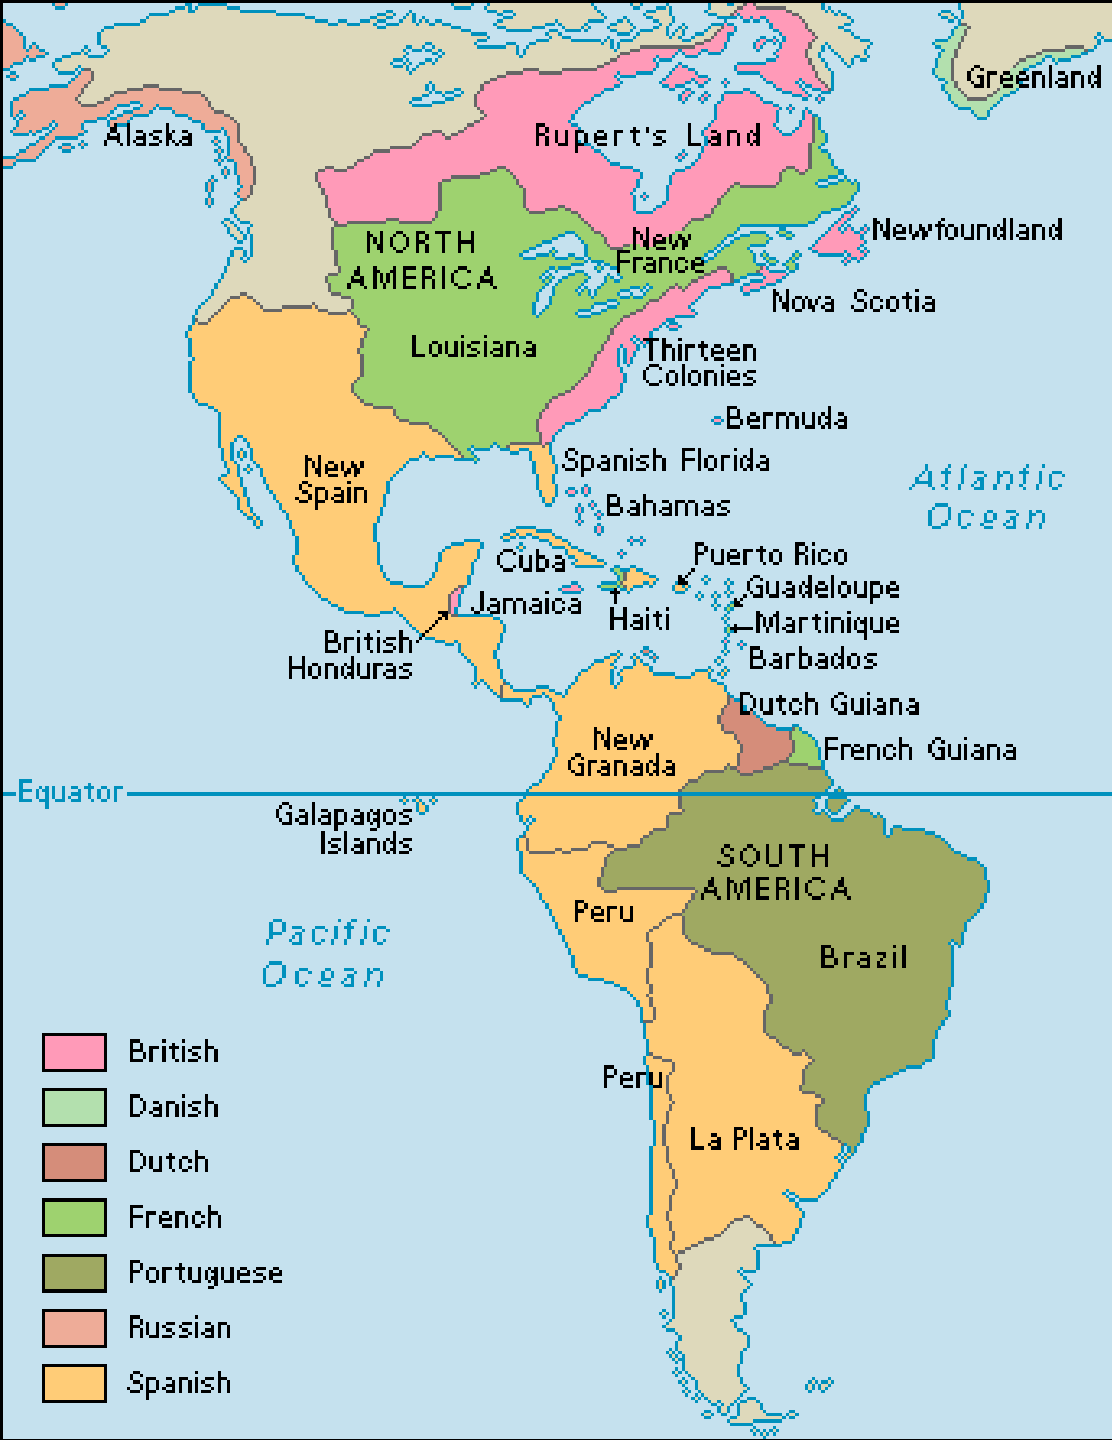 Greenland
Alaska
Rupert's Land
Newfoundland
NORTH
AMERICA
New
France
Nova Scotia
Louisiana
Thirteen
Colonies
Bermuda
Spanish Florida
New
Spain
Atlantic
Ocean
Bahamas
Cuba
Puerto Rico
Guadeloupe
Jamaica
Haiti
Martinique
British
Honduras
Barbados
Dutch Guiana
New
Granada
French Guiana
Equator
Galapagos
Islands
SOUTH
AMERICA
Peru
Pacific
Ocean
Brazil
Peru
La Plata
British
Danish
Dutch
French
Portuguese
Russian
Spanish